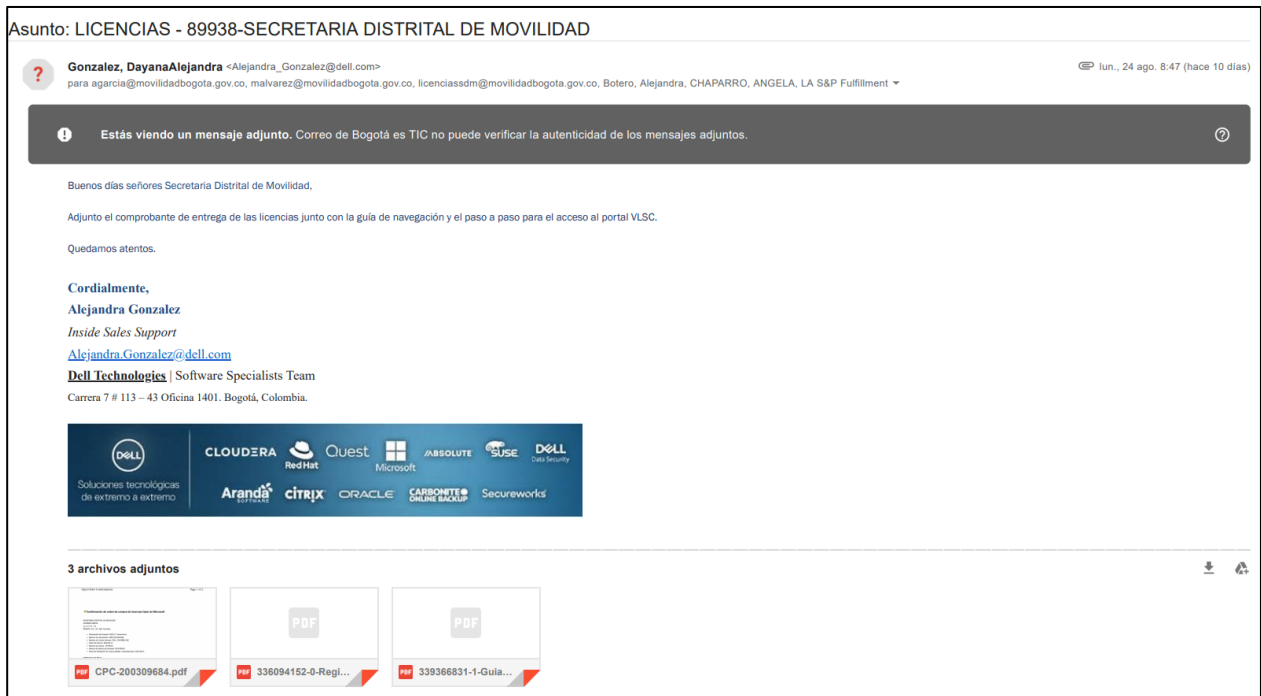 Asunto: LICENCIAS - 89938-SECRETARIA DISTRITAL DE MOVILIDAD
?
Gonzalez, DayanaAlejandra <Alejandra_Gonzalez@dell.com>
lun., 24 ago. 8:47 (hace 10 días)
para agarcia@movilidadbogota.gov.co, malvarez@movilidadbogota.gov.co, licenciassdm@movilidadbogota.gov.co, Botero, Alejandra, CHAPARRO, ANGELA, LA S&P Fulfillment
Estás viendo un mensaje adjunto. Correo de Bogotá es TIC no puede verificar la autenticidad de los mensajes adjuntos.
Buenos días señores Secretaria Distrital de Movilidad,
Adjunto el comprobante de entrega de las licencias junto con la guía de navegación y el paso a paso para el acceso al portal VLSC.
Quedamos atentos.
Cordialmente,
Alejandra Gonzalez
Inside Sales Support
Alejandra.Gonzalez@dell.com
Dell Technologies | Software Specialists Team
Carrera 7 # 113 – 43 Oficina 1401. Bogotá, Colombia.
DELL
Soluciones tecnológicas
de extremo a extremo
CLOUDERA RedHat Quest Microsoft ABSOLUTE SUSE DELL Data Security
Aranda SOFTWARE CITRIX ORACLE CARBONITE ONLINE BACKUP Secureworks
3 archivos adjuntos
PDF PDF
PDF CPC-200309684.pdf
PDF 336094152-0-Regi...
PDF 339366831-1-Guia...